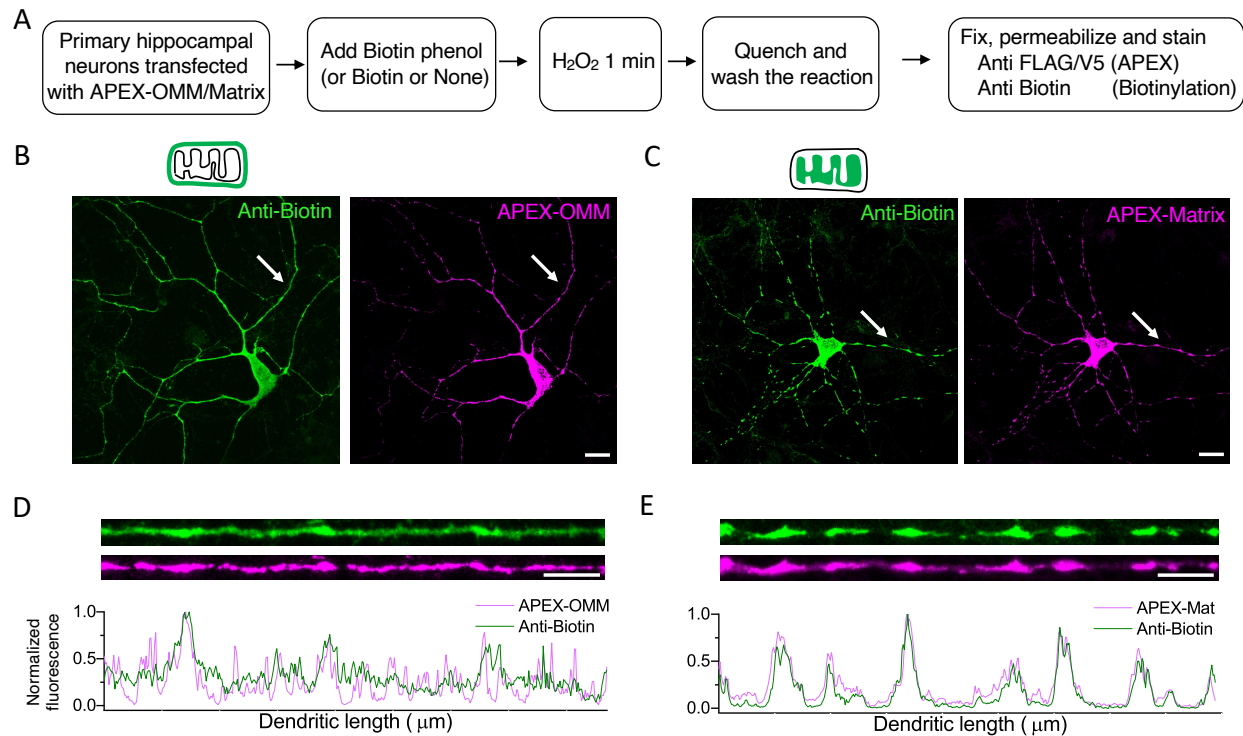 A
Primary hippocampal
neurons transfected
with APEX-OMM/Matrix
Add Biotin phenol
(or Biotin or None)
H₂O₂ 1 min
Quench and
wash the reaction
Fix, permeabilize and stain
Anti FLAG/V5 (APEX)
Anti Biotin (Biotinylation)
B
Anti-Biotin
APEX-OMM
C
Anti-Biotin
APEX-Matrix
D
APEX-OMM
Anti-Biotin
Normalized
fluorescence
1.0
0.5
0.0
Dendritic length ( μm)
E
APEX-Mat
Anti-Biotin
1.0
0.5
0.0
Dendritic length ( μm)